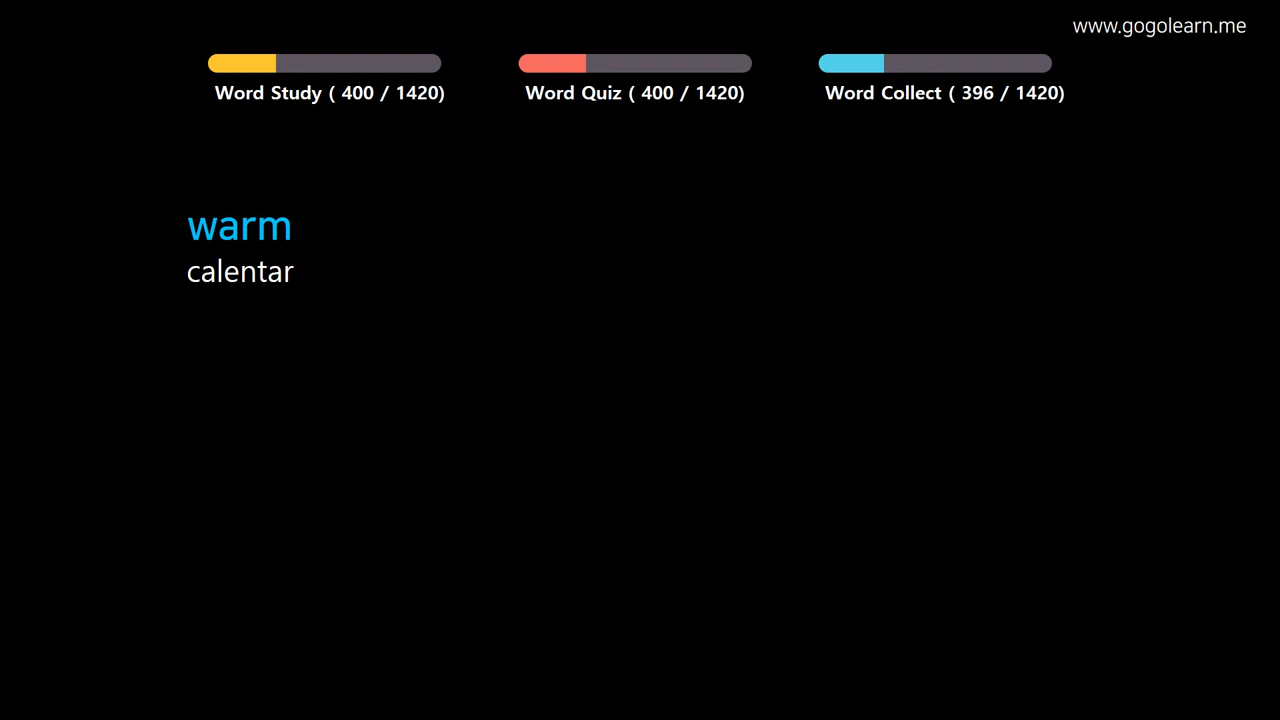 www.gogolearn.me
Word Study ( 400 / 1420)
Word Quiz ( 400 / 1420)
Word Collect ( 396 / 1420)
warm
calentar